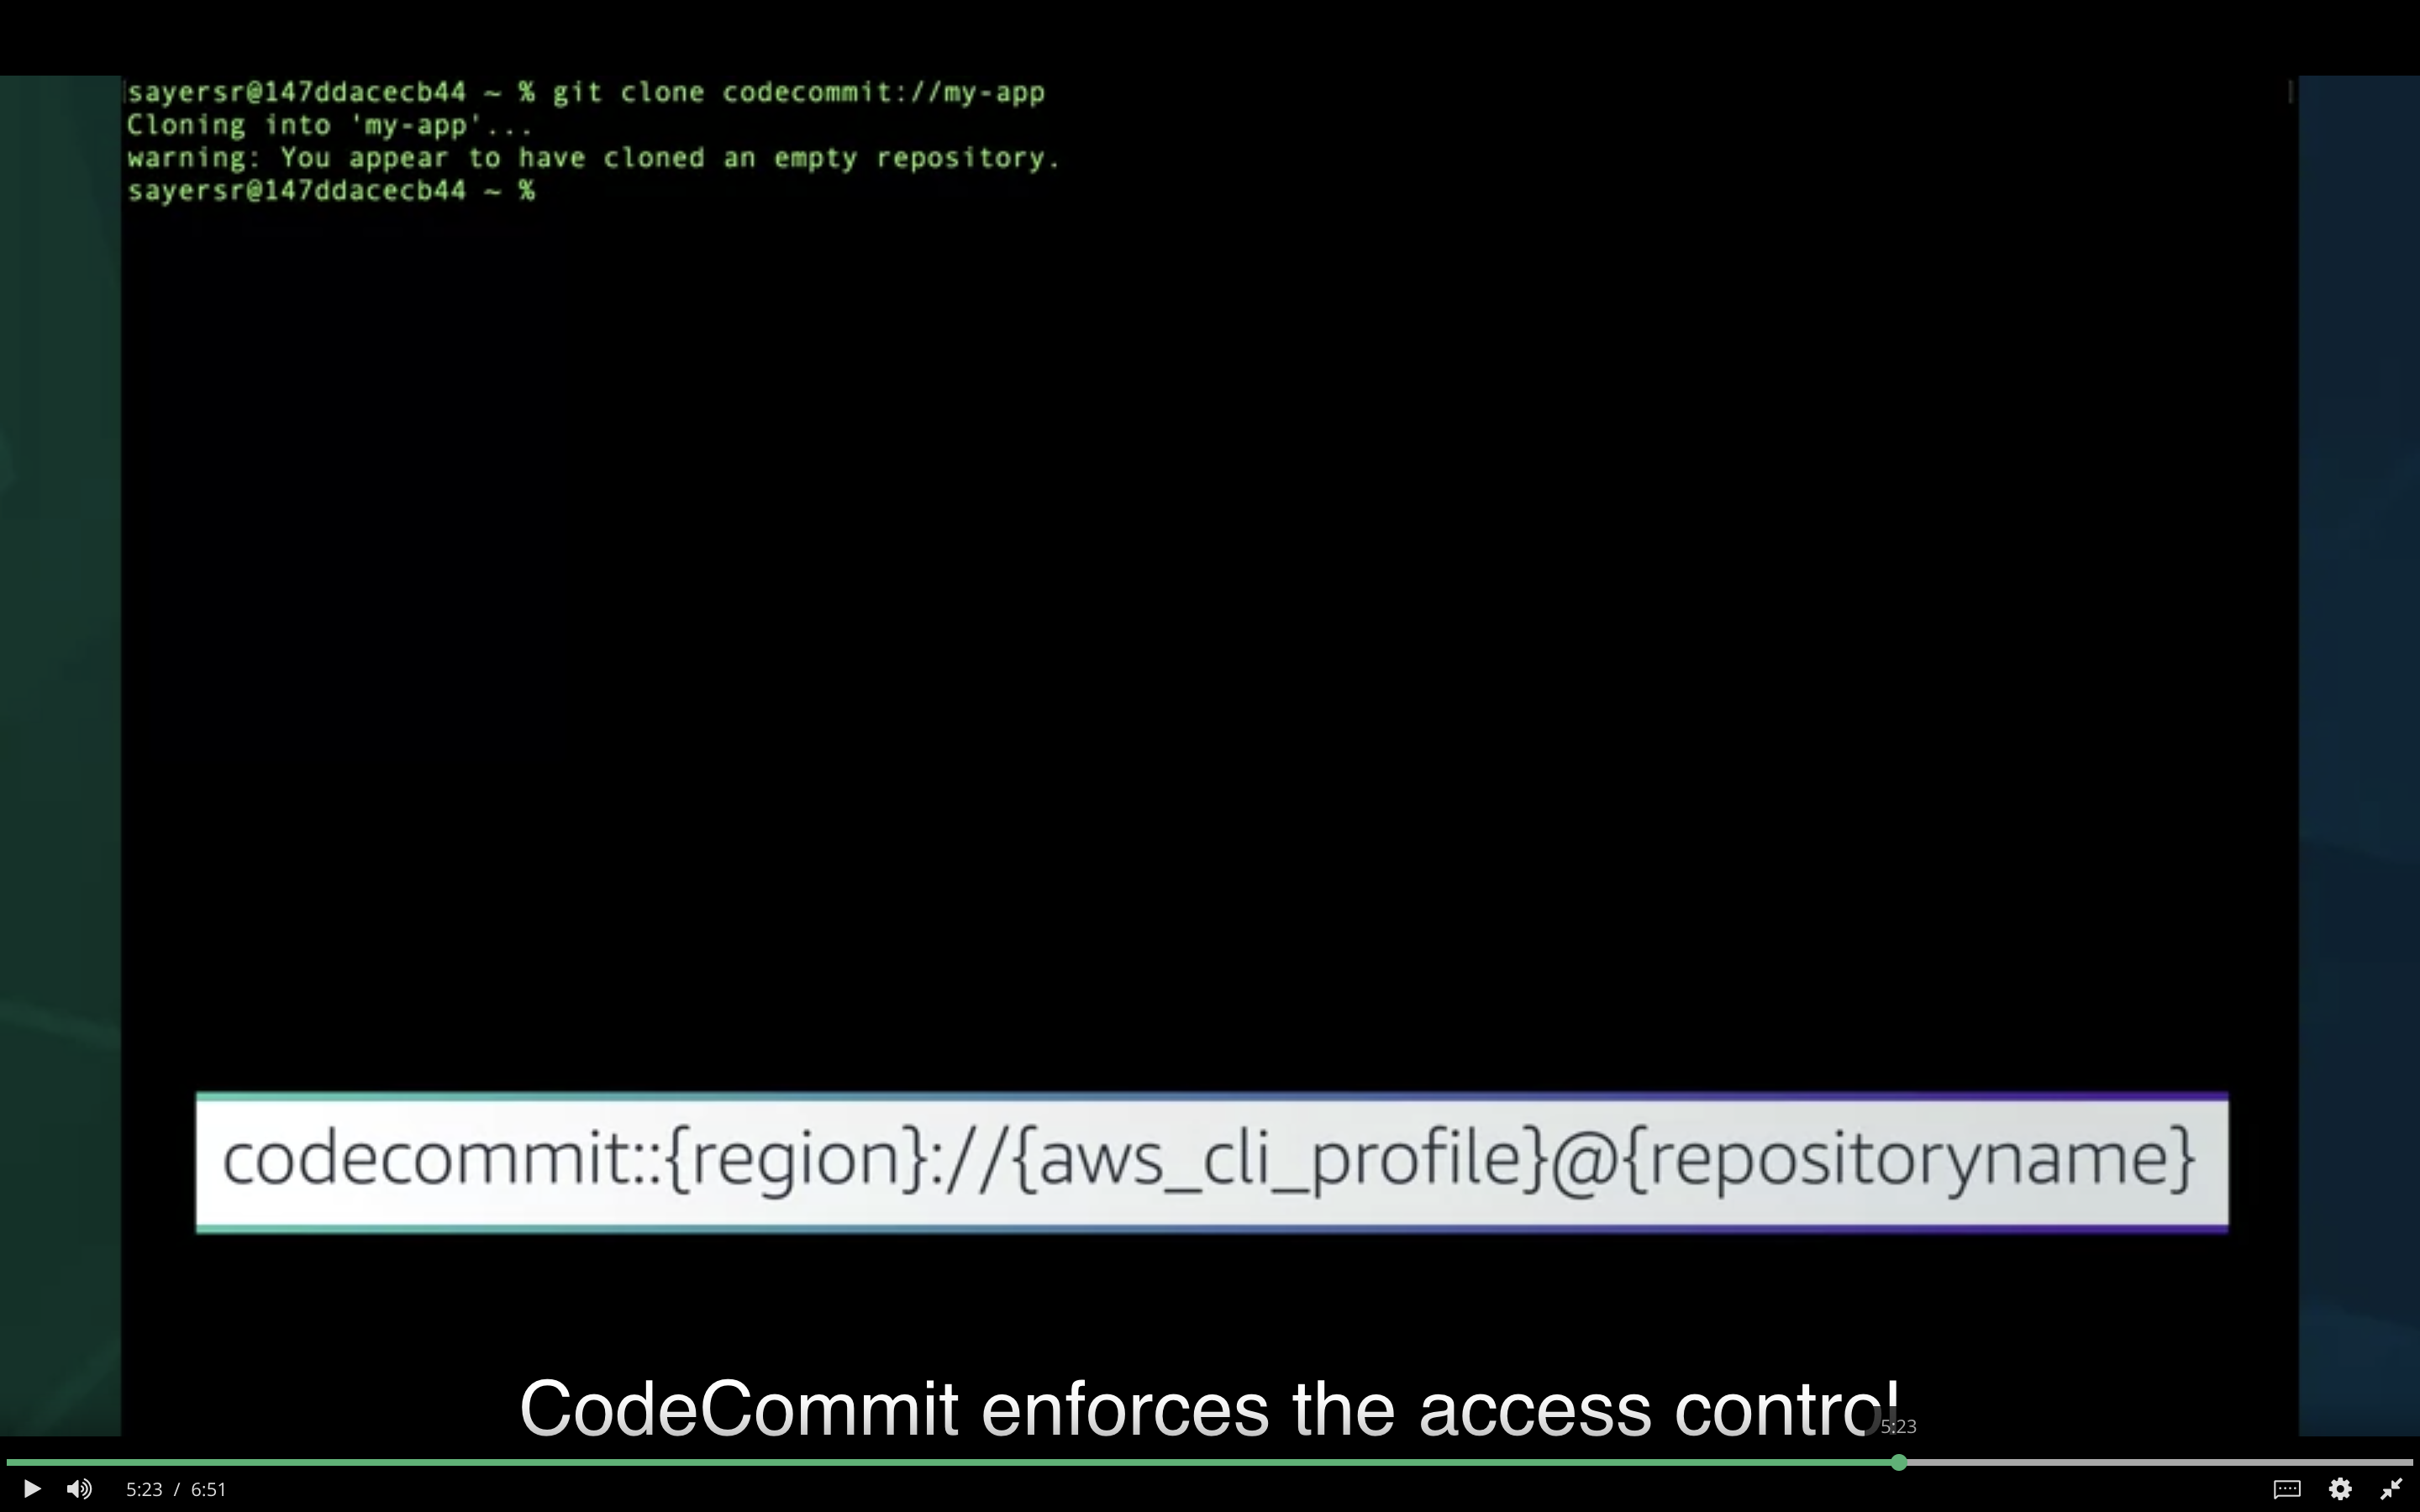 sayersr@147ddacecb44 ~ % git clone codecommit://my-app
Cloning into 'my-app'...
warning: You appear to have cloned an empty repository.
sayersr@147ddacecb44 ~ %
codecommit::{region}://{aws_cli_profile}@{repositoryname}
CodeCommit enforces the access control
5:23
5:23 / 6:51